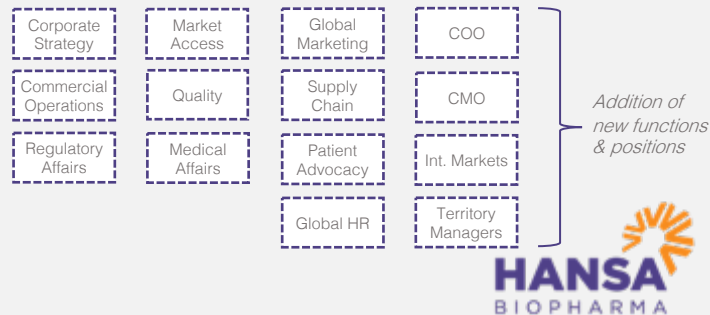 Corporate
Strategy
Market
Access
Global
Marketing
COO
Commercial
Operations
Quality
Supply
Chain
CMO
Regulatory
Affairs
Medical
Affairs
Patient
Advocacy
Int. Markets
Global HR
Territory
Managers
Addition of
new functions
& positions
HANSA
BIOPHARMA